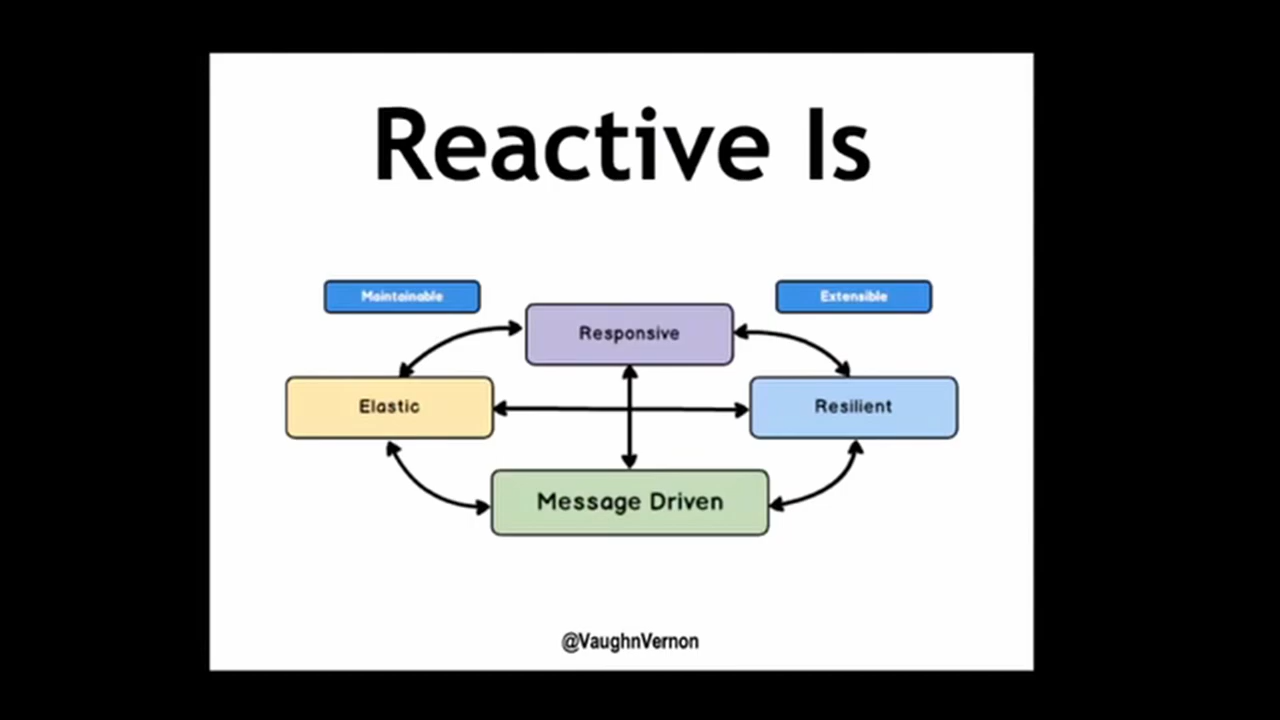 Reactive Is
Maintainable
Extensible
Responsive
Elastic
Resilient
Message Driven
@VaughnVernon